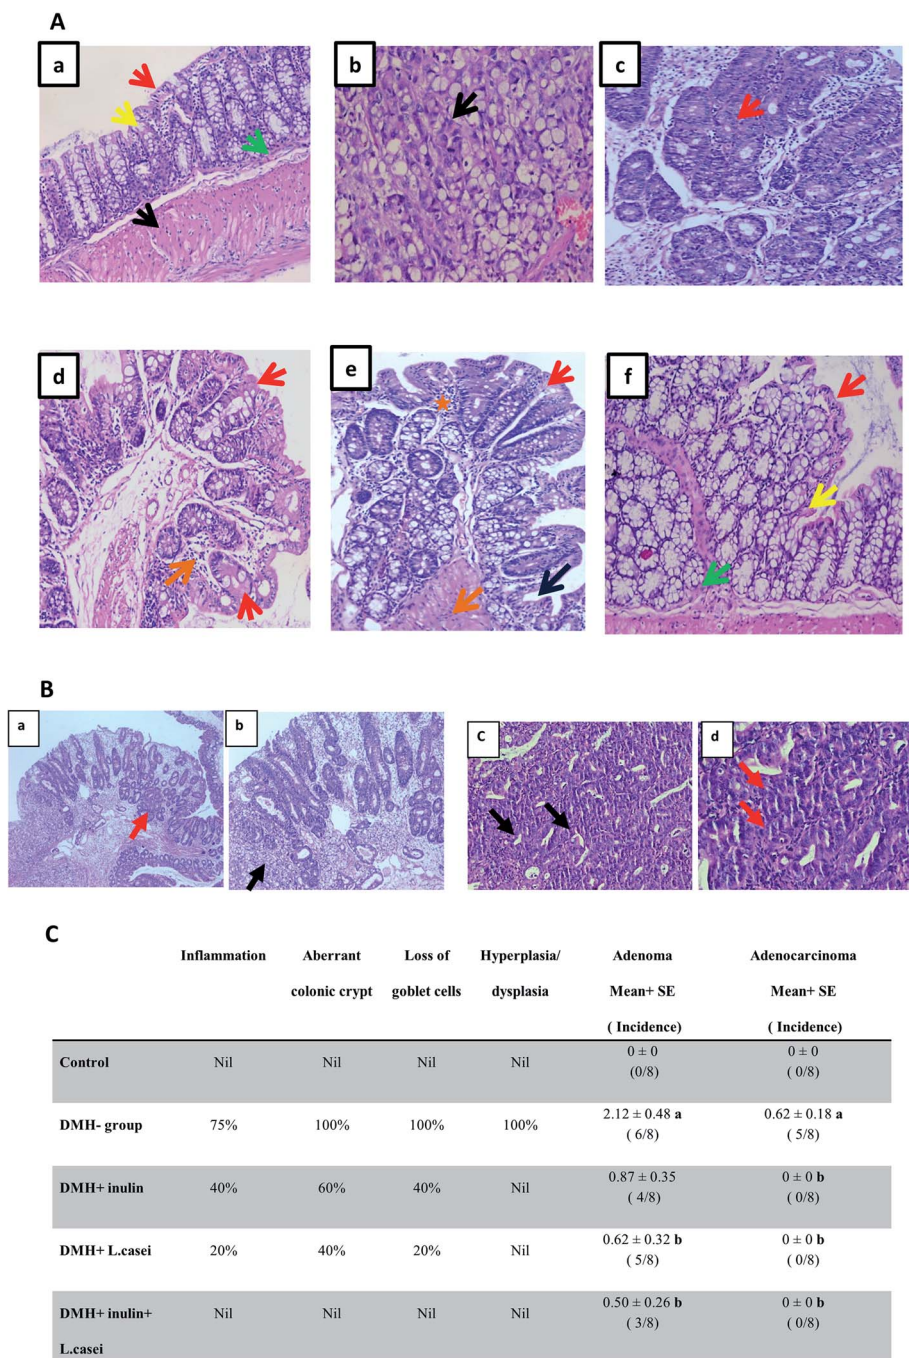 A
a
b
c
d
e
f
B
a
b
C
d
C
Inflammation Aberrant colonic crypt Loss of goblet cells Hyperplasia/ dysplasia Adenoma Mean+ SE ( Incidence) Adenocarcinoma Mean+ SE ( Incidence)
Control Nil Nil Nil Nil 0 ± 0 (0/8) 0 ± 0 ( 0/8)
DMH- group 75% 100% 100% 100% 2.12 ± 0.48 a ( 6/8) 0.62 ± 0.18 a ( 5/8)
DMH+ inulin 40% 60% 40% Nil 0.87 ± 0.35 ( 4/8) 0 ± 0 b ( 0/8)
DMH+ L.casei 20% 40% 20% Nil 0.62 ± 0.32 b ( 5/8) 0 ± 0 b ( 0/8)
DMH+ inulin+ L.casei Nil Nil Nil Nil 0.50 ± 0.26 b ( 3/8) 0 ± 0 b ( 0/8)